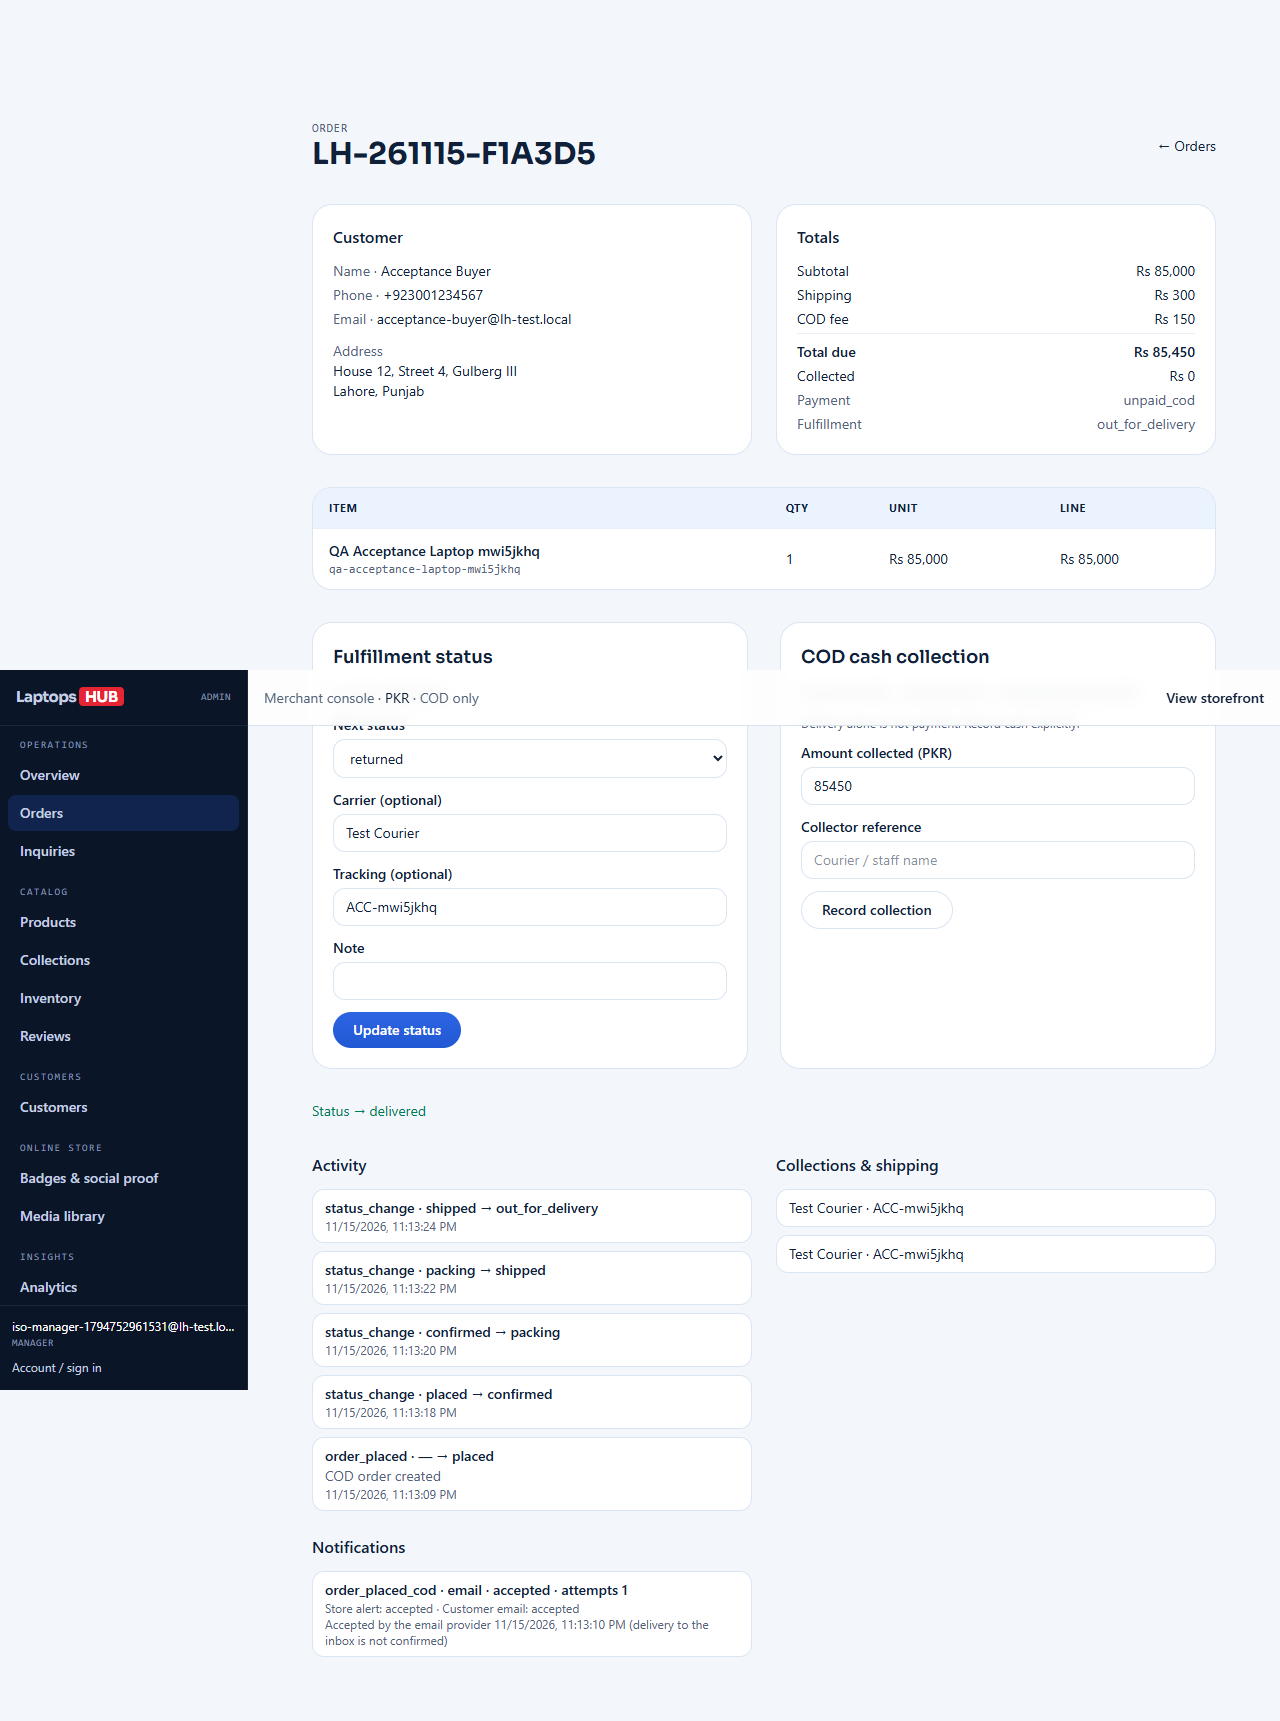 ORDER
LH-261115-F1A3D5
← Orders
Customer
Name · Acceptance Buyer
Phone · +923001234567
Email · acceptance-buyer@lh-test.local
Address
House 12, Street 4, Gulberg III
Lahore, Punjab
Totals
Subtotal Rs 85,000
Shipping Rs 300
COD fee Rs 150
Total due Rs 85,450
Collected Rs 0
Payment unpaid_cod
Fulfillment out_for_delivery
ITEM QTY UNIT LINE
QA Acceptance Laptop mwi5jkhq 1 Rs 85,000 Rs 85,000
qa-acceptance-laptop-mwi5jkhq
Laptops HUB ADMIN
OPERATIONS
Overview
Orders
Inquiries
CATALOG
Products
Collections
Inventory
Reviews
CUSTOMERS
Customers
ONLINE STORE
Badges & social proof
Media library
INSIGHTS
Analytics
iso-manager-1794752961531@lh-test.lo...
MANAGER
Account / sign in
Merchant console · PKR · COD only
View storefront
Fulfillment status
Next status
returned
Carrier (optional)
Test Courier
Tracking (optional)
ACC-mwi5jkhq
Note
Update status
COD cash collection
Delivery alone is not payment. Record cash explicitly.
Amount collected (PKR)
85450
Collector reference
Courier / staff name
Record collection
Status → delivered
Activity
status_change · shipped → out_for_delivery
11/15/2026, 11:13:24 PM
status_change · packing → shipped
11/15/2026, 11:13:22 PM
status_change · confirmed → packing
11/15/2026, 11:13:20 PM
status_change · placed → confirmed
11/15/2026, 11:13:18 PM
order_placed · — → placed
COD order created
11/15/2026, 11:13:09 PM
Collections & shipping
Test Courier · ACC-mwi5jkhq
Test Courier · ACC-mwi5jkhq
Notifications
order_placed_cod · email · accepted · attempts 1
Store alert: accepted · Customer email: accepted
Accepted by the email provider 11/15/2026, 11:13:10 PM (delivery to the
inbox is not confirmed)